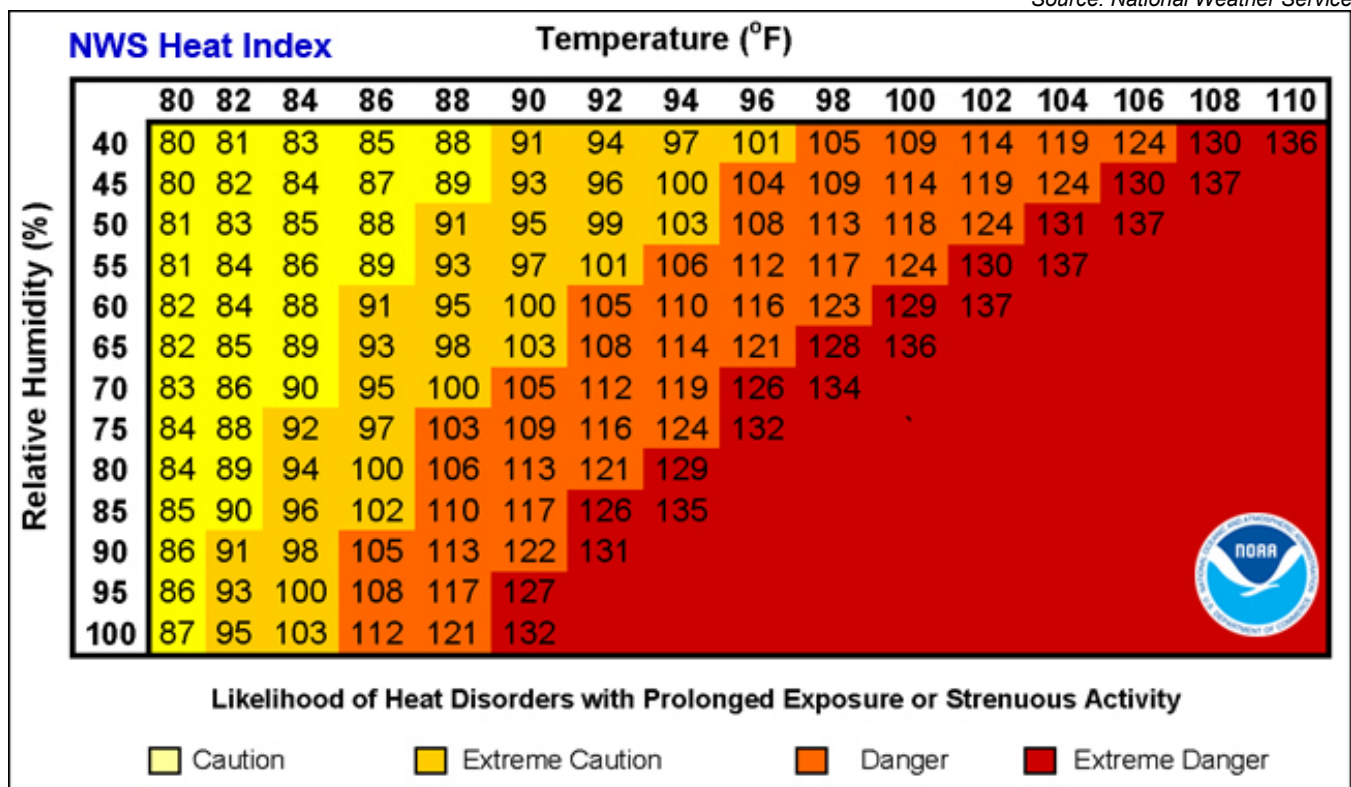 Source: National Weather Service
NWS Heat Index Temperature (°F)
80 82 84 86 88 90 92 94 96 98 100 102 104 106 108 110
Relative Humidity (%)
40 80 81 83 85 88 91 94 97 101 105 109 114 119 124 130 136
45 80 82 84 87 89 93 96 100 104 109 114 119 124 130 137
50 81 83 85 88 91 95 99 103 108 113 118 124 131 137
55 81 84 86 89 93 97 101 106 112 117 124 130 137
60 82 84 88 91 95 100 105 110 116 123 129 137
65 82 85 89 93 98 103 108 114 121 128 136
70 83 86 90 95 100 105 112 119 126 134
75 84 88 92 97 103 109 116 124 132
80 84 89 94 100 106 113 121 129
85 85 90 96 102 110 117 126 135
90 86 91 98 105 113 122 131
95 86 93 100 108 117 127
100 87 95 103 112 121 132
NOAA
NATIONAL OCEANIC AND ATMOSPHERIC ADMINISTRATION
U.S. DEPARTMENT OF COMMERCE
Likelihood of Heat Disorders with Prolonged Exposure or Strenuous Activity
Caution Extreme Caution Danger Extreme Danger